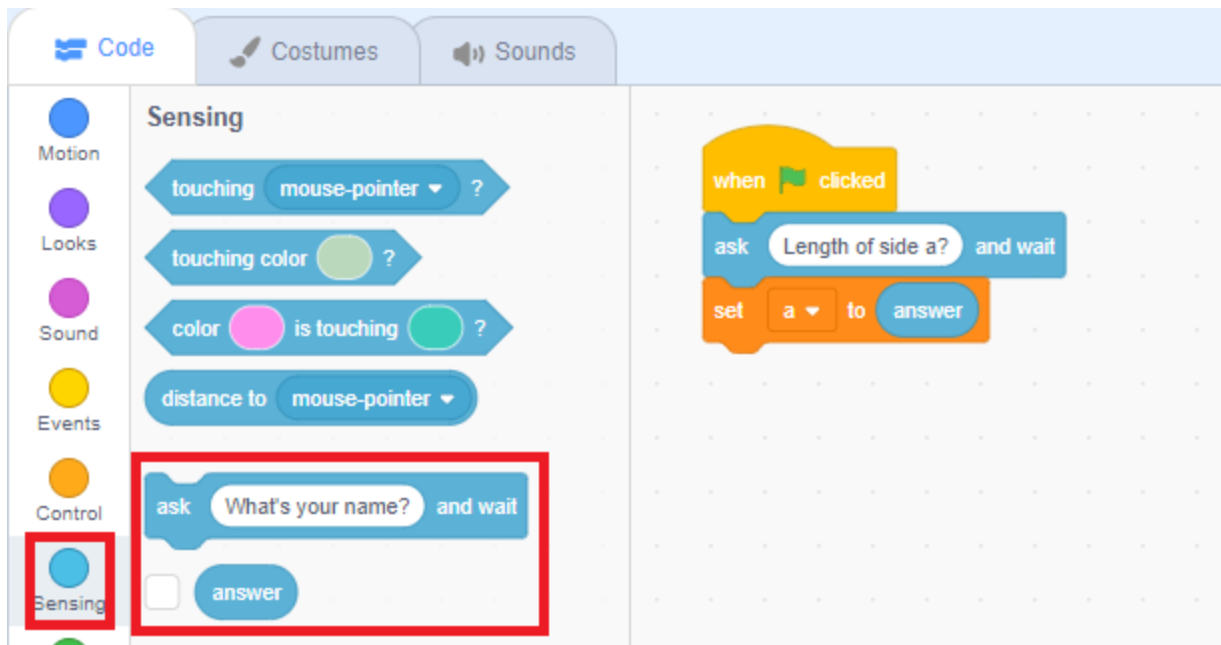 Code
Costumes
Sounds
Motion
Looks
Sound
Events
Control
Sensing
Sensing
touching mouse-pointer ?
touching color ?
color is touching ?
distance to mouse-pointer
ask What's your name? and wait
answer
when clicked
ask Length of side a? and wait
set a to answer